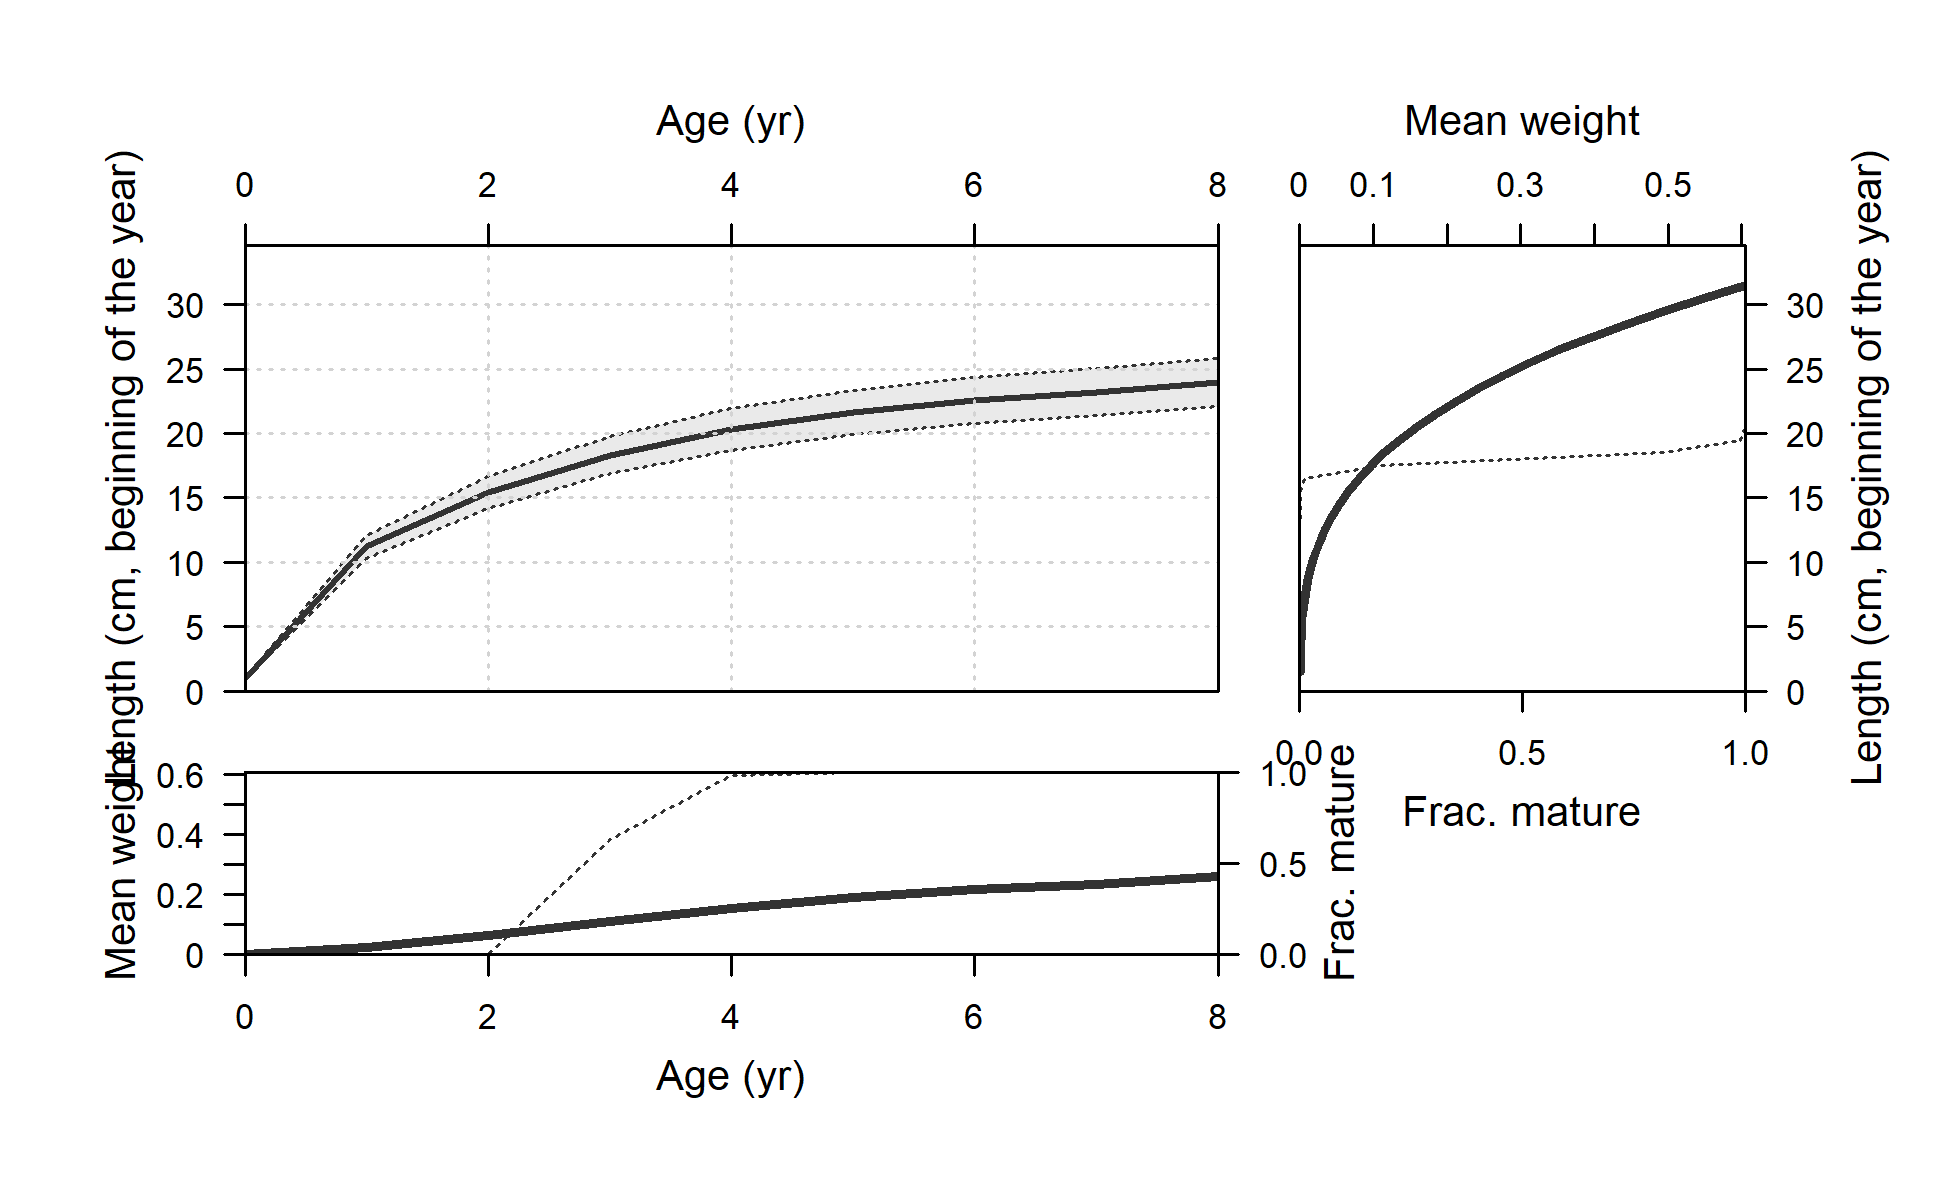 Age (yr)
0 2 4 6 8
Length (cm, beginning of the year)
30
25
20
15
10
5
0
Mean weight
0 0.1 0.3 0.5
Length (cm, beginning of the year)
30
25
20
15
10
5
0
0.0 0.5 1.0
Frac. mature
Mean weight
0.6
0.4
0.2
0
1.0
0.5
0.0
Frac. mature
0 2 4 6 8
Age (yr)